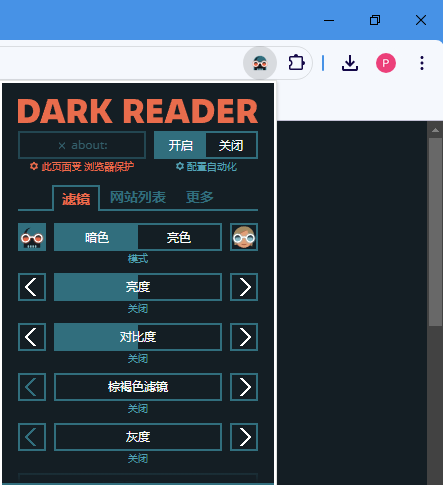 P
DARK READER
× about:
开启 关闭
此页面受 浏览器保护
配置自动化
滤镜 网站列表 更多
暗色 亮色
模式
亮度
关闭
对比度
关闭
棕褐色滤镜
关闭
灰度
关闭